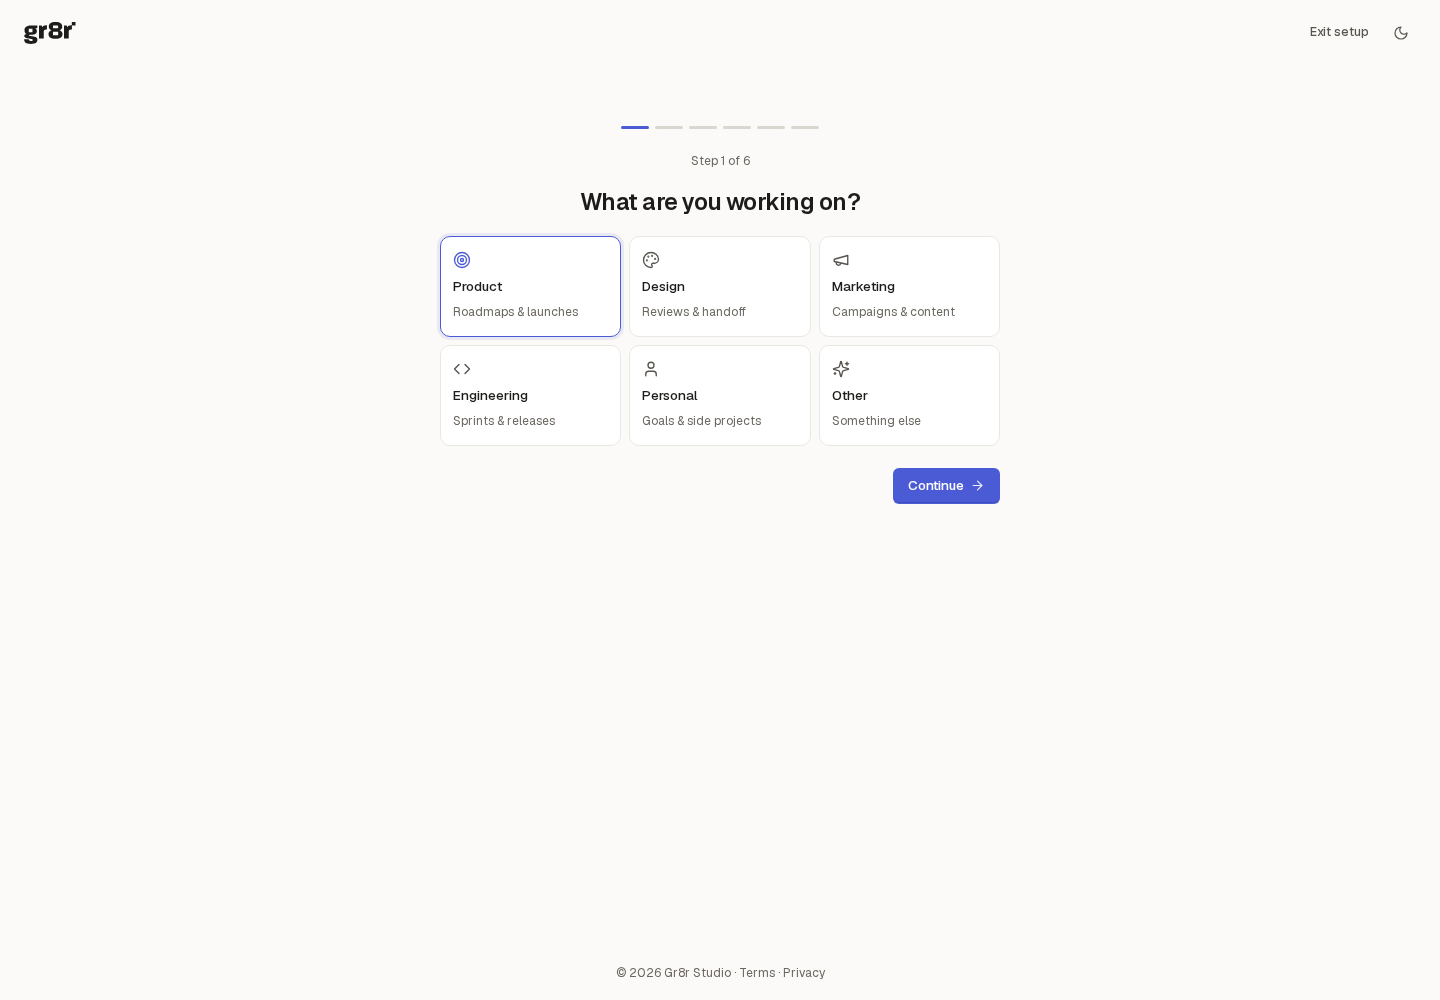 gr8r
Exit setup
Step 1 of 6
What are you working on?
Product
Roadmaps & launches
Design
Reviews & handoff
Marketing
Campaigns & content
Engineering
Sprints & releases
Personal
Goals & side projects
Other
Something else
Continue
© 2026 Gr8r Studio · Terms · Privacy